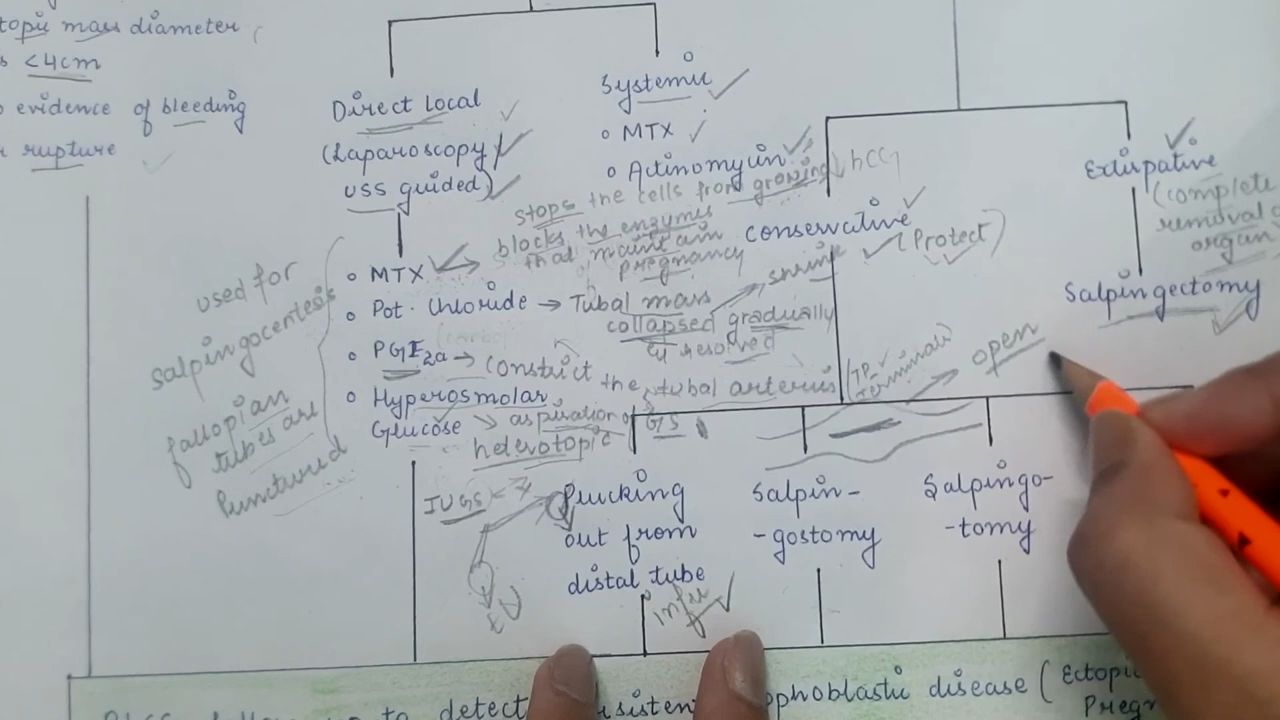 topic mass diameter
s <4cm
o evidence of bleeding
r rupture
Direct Local
(Laparoscopy/
USS guided)
Systemic
MTX
Actinomycin
↓ hCG
stops the cells from growing
blocks the enzymes
that maintain
pregnancy
MTX
Pot. Chloride → Tubal mass
collapsed gradually
shrink
resolved
PGF2a → constrict the tubal arteries
Hyperosmolar
Glucose → aspiration of GS
heterotopic
used for
salpingocentesis
fallopian
tubes are
punctured
conservative
(Protect)
Extirpative
(complete
removal of
organ
Salpingectomy
open
IUGS
Plucking
out from
distal tube
Salpin-
-gostomy
Salpingo-
-tomy
to detect
disease (Ectopic
Pregn